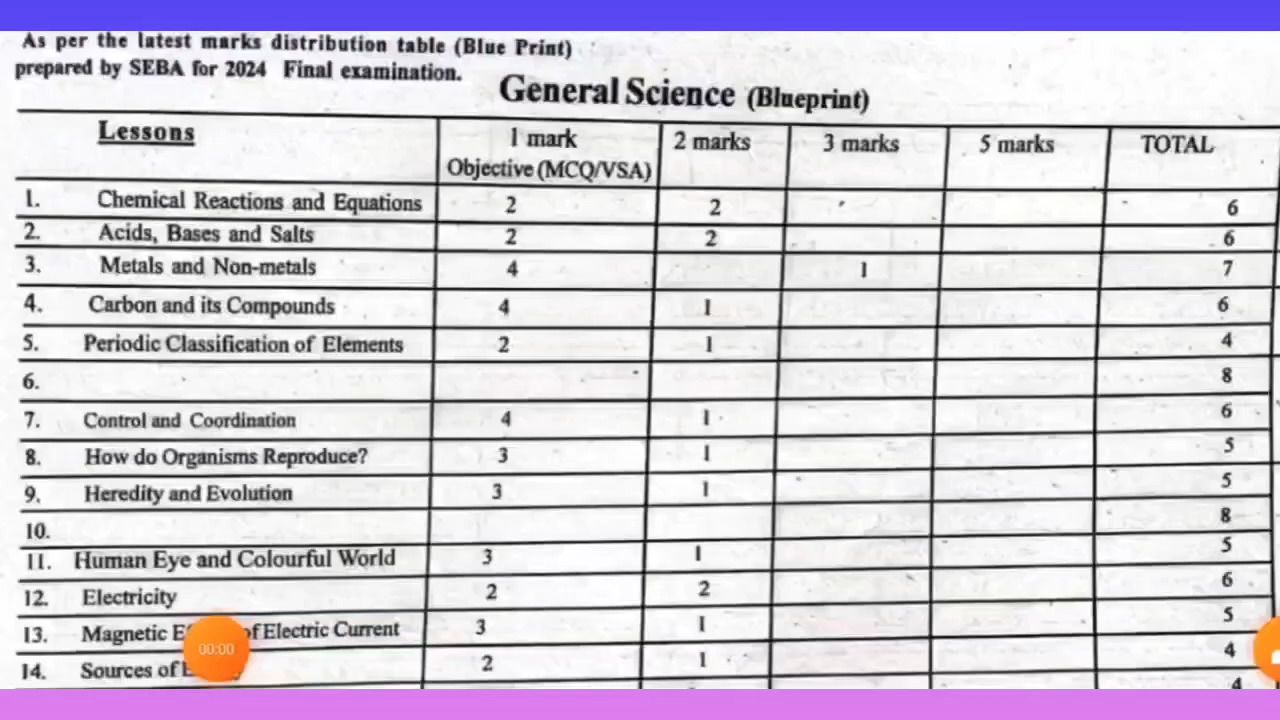 As per the latest marks distribution table (Blue Print)
prepared by SEBA for 2024 Final examination.
General Science (Blueprint)
Lessons 1 mark Objective (MCQ/VSA) 2 marks 3 marks 5 marks TOTAL
1. Chemical Reactions and Equations 2 2 6
2. Acids, Bases and Salts 2 2 6
3. Metals and Non-metals 4 1 7
4. Carbon and its Compounds 4 1 6
5. Periodic Classification of Elements 2 1 4
6. 8
7. Control and Coordination 4 1 6
8. How do Organisms Reproduce? 3 1 5
9. Heredity and Evolution 3 1 5
10. 8
11. Human Eye and Colourful World 3 1 5
12. Electricity 2 2 6
13. Magnetic of Electric Current 3 1 5
14. Sources of 2 1 4
4
00:00